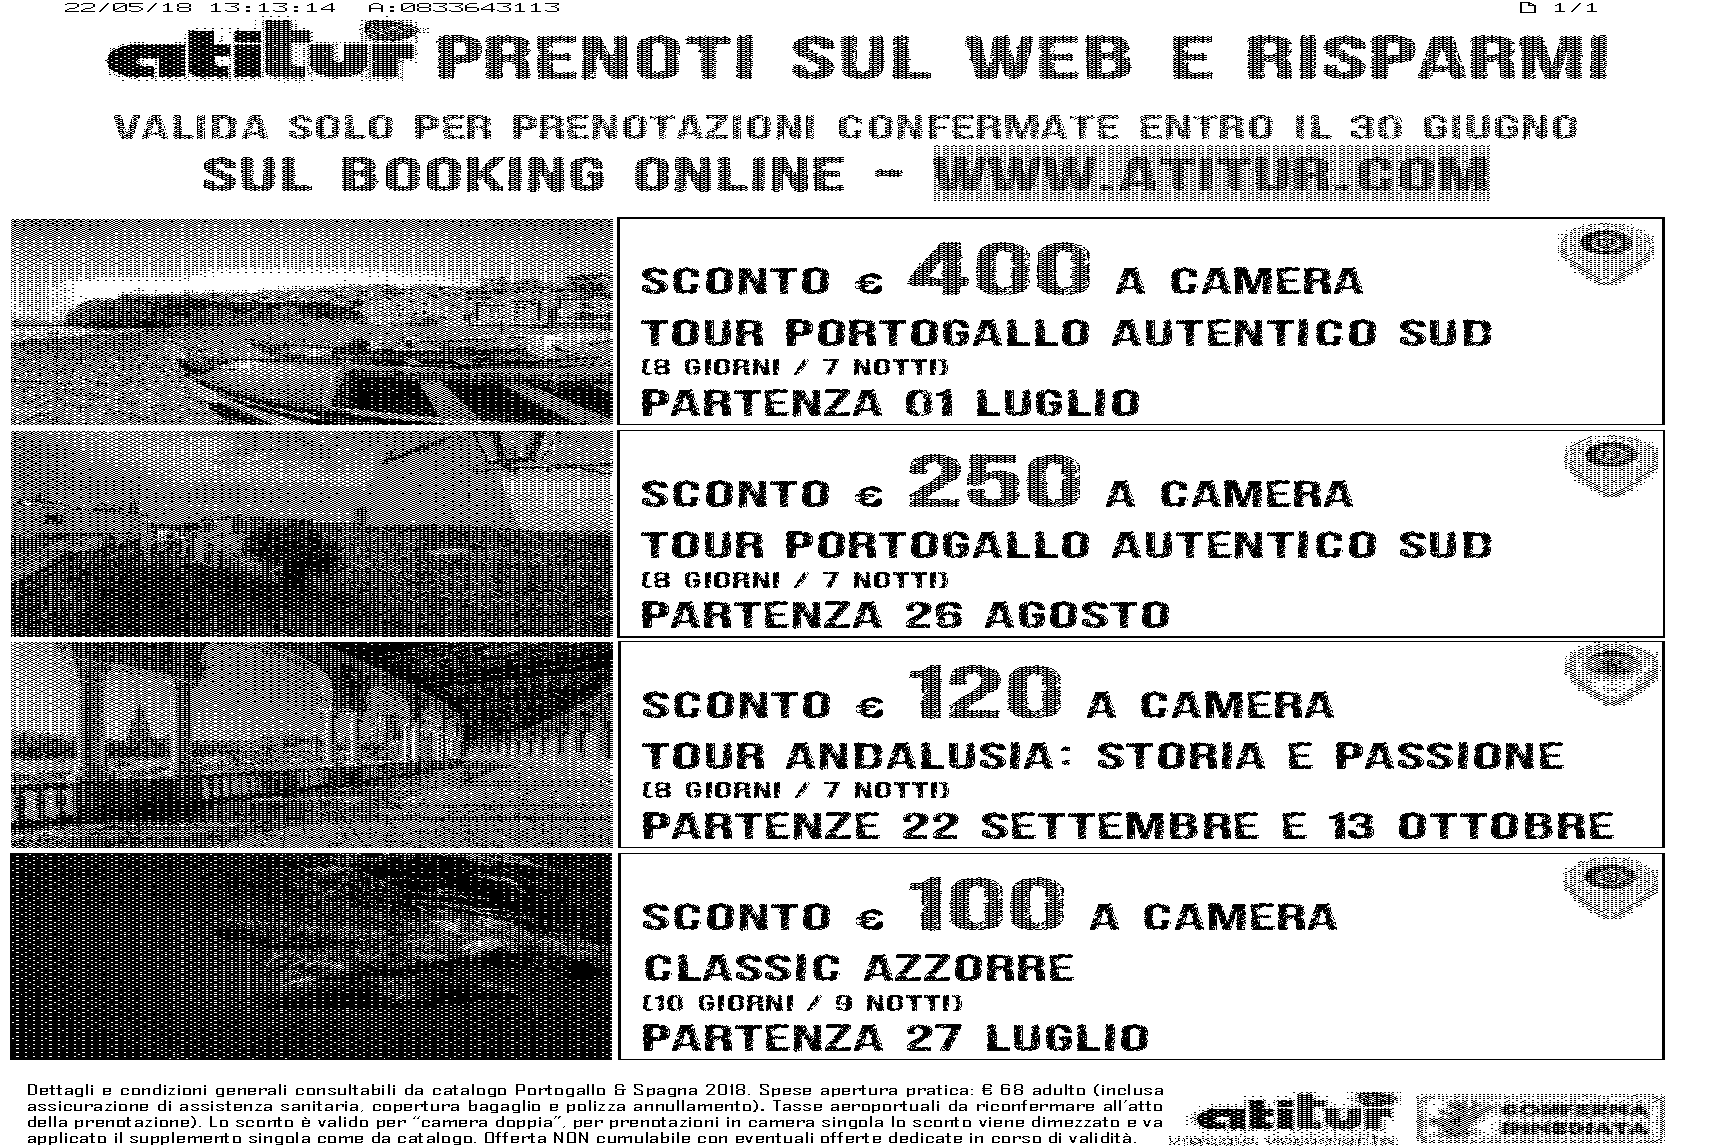 22/05/18 13:13:14 A:0833643113 1/1
atitur PRENOTI SUL WEB E RISPARMI
VALIDA SOLO PER PRENOTAZIONI CONFERMATE ENTRO IL 30 GIUGNO
SUL BOOKING ONLINE - WWW.ATITUR.COM
SCONTO € 400 A CAMERA
TOUR PORTOGALLO AUTENTICO SUD
(8 GIORNI / 7 NOTTI)
PARTENZA 01 LUGLIO
SCONTO € 250 A CAMERA
TOUR PORTOGALLO AUTENTICO SUD
(8 GIORNI / 7 NOTTI)
PARTENZA 26 AGOSTO
SCONTO € 120 A CAMERA
TOUR ANDALUSIA: STORIA E PASSIONE
(8 GIORNI / 7 NOTTI)
PARTENZE 22 SETTEMBRE E 13 OTTOBRE
SCONTO € 100 A CAMERA
CLASSIC AZZORRE
(10 GIORNI / 9 NOTTI)
PARTENZA 27 LUGLIO
Dettagli e condizioni generali consultabili da catalogo Portogallo & Spagna 2018. Spese apertura pratica: € 68 adulto (inclusa
assicurazione di assistenza sanitaria, copertura bagaglio e polizza annullamento). Tasse aeroportuali da riconfermare all'atto
della prenotazione). Lo sconto è valido per “camera doppia”, per prenotazioni in camera singola lo sconto viene dimezzato e va
applicato il supplemento singola come da catalogo. Offerta NON cumulabile con eventuali offerte dedicate in corso di validità.
atitur
CONFERMA
IMMEDIATA